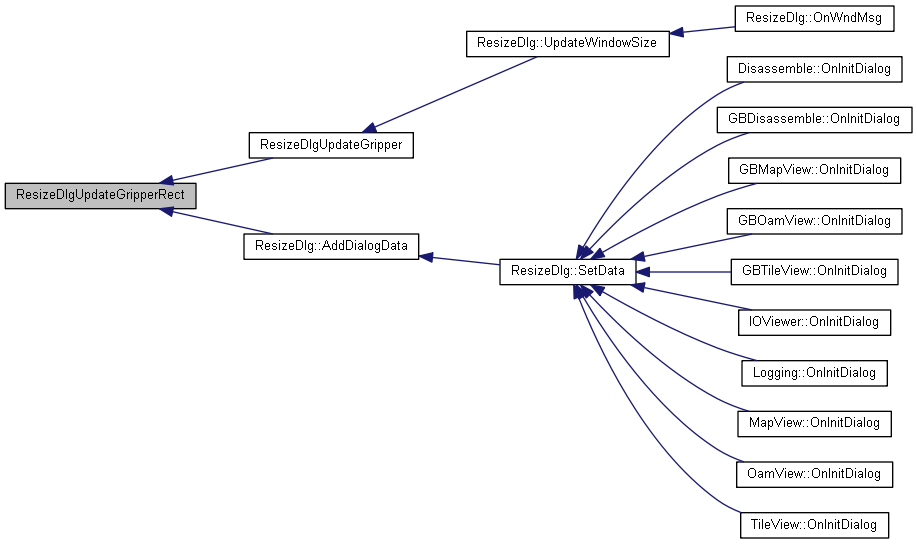 ResizeDlg::OnWndMsg
ResizeDlg::UpdateWindowSize
Disassemble::OnInitDialog
GBDisassemble::OnInitDialog
ResizeDlgUpdateGripper
GBMapView::OnInitDialog
ResizeDlgUpdateGripperRect
GBOamView::OnInitDialog
ResizeDlg::AddDialogData
ResizeDlg::SetData
GBTileView::OnInitDialog
IOViewer::OnInitDialog
Logging::OnInitDialog
MapView::OnInitDialog
OamView::OnInitDialog
TileView::OnInitDialog